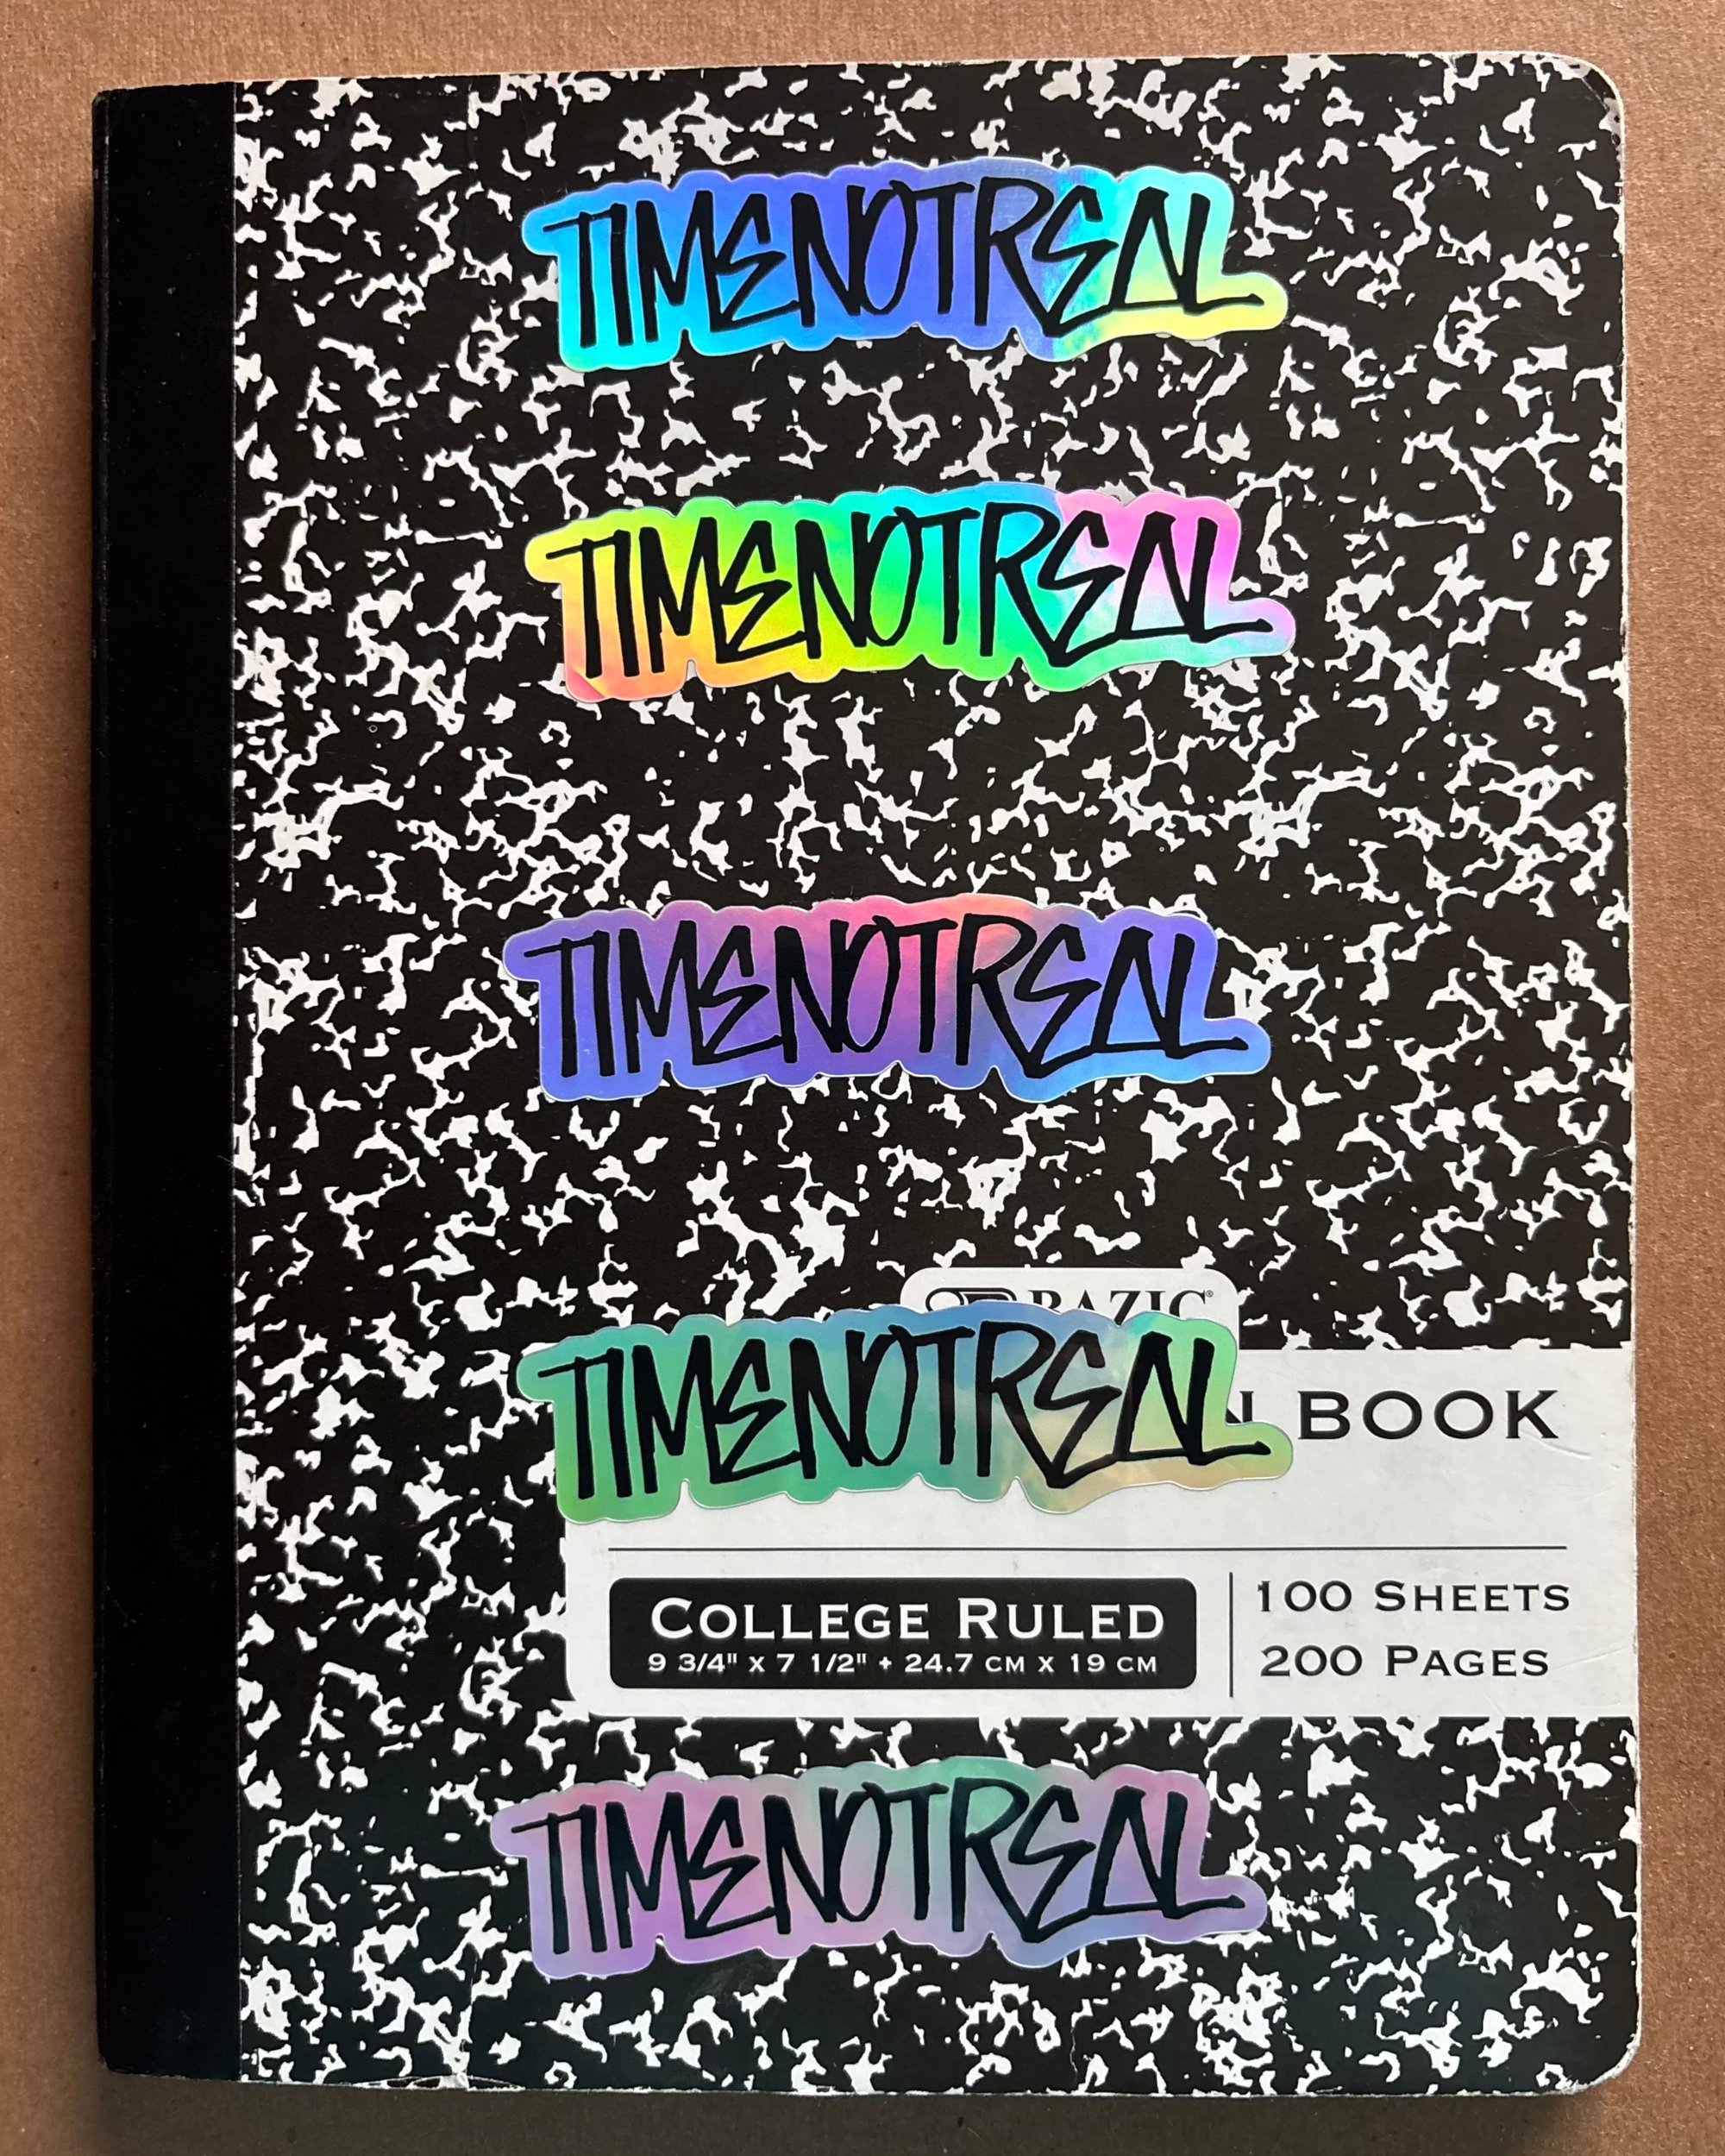 TIMENOTREAL
TIMENOTREAL
TIMENOTREAL
BAZIC®
TIMENOTREAL
BOOK
COLLEGE RULED
9 3/4" X 7 1/2" + 24.7 CM X 19 CM
100 SHEETS
200 PAGES
TIMENOTREAL